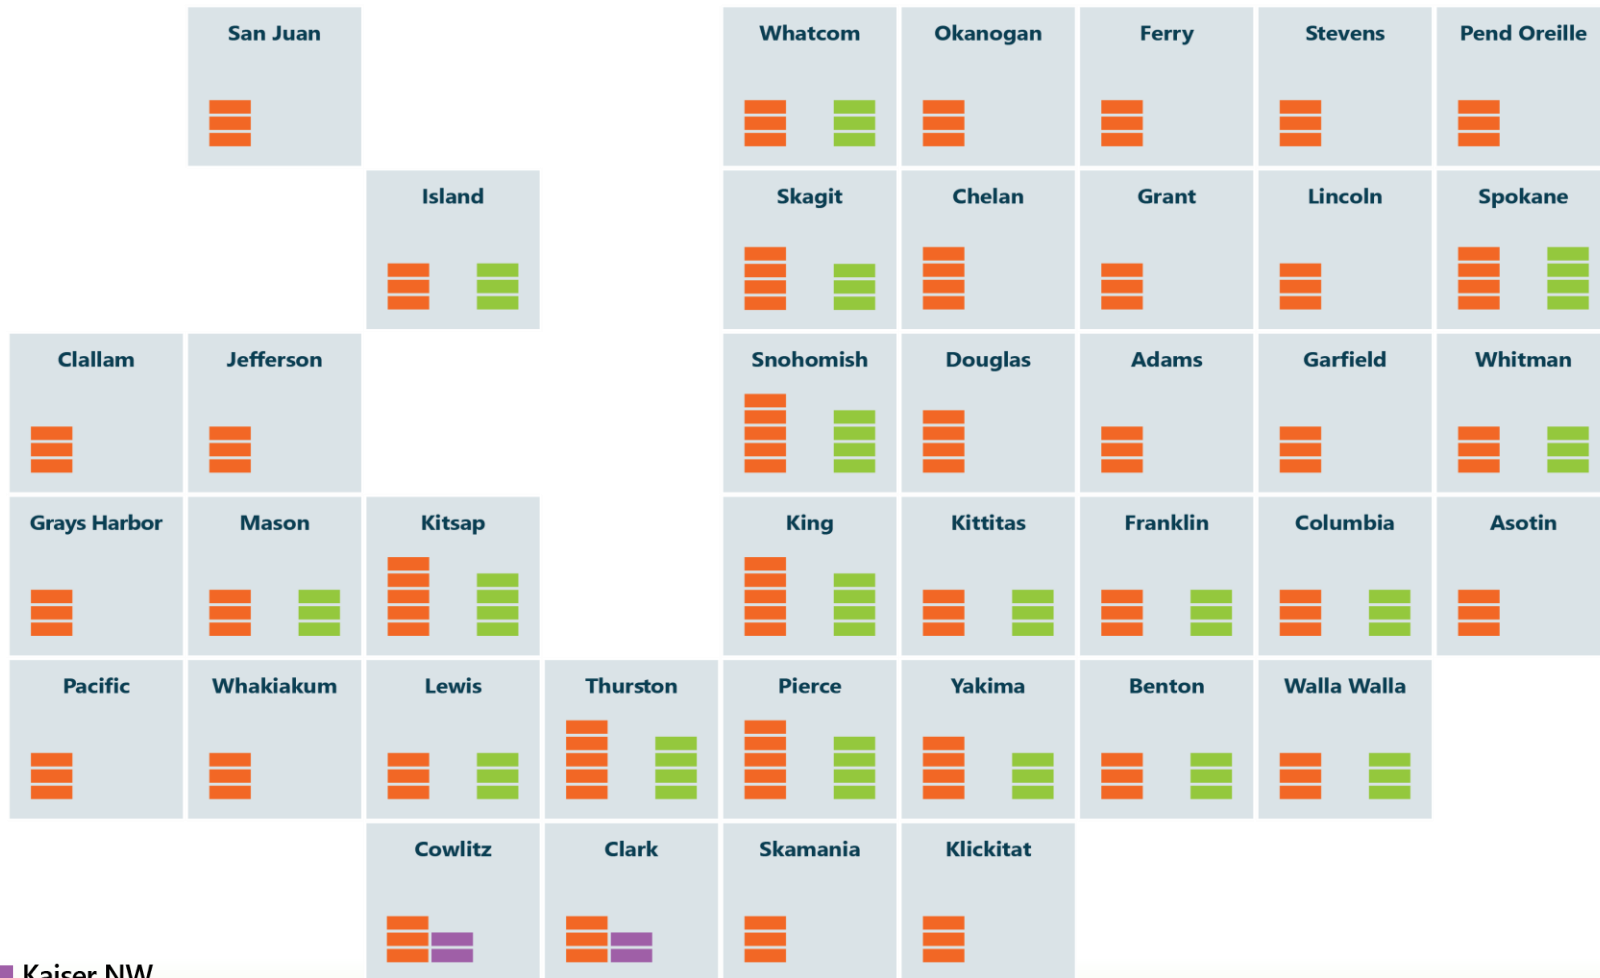 San Juan
Whatcom
Okanogan
Ferry
Stevens
Pend Oreille
Island
Skagit
Chelan
Grant
Lincoln
Spokane
Clallam
Jefferson
Snohomish
Douglas
Adams
Garfield
Whitman
Grays Harbor
Mason
Kitsap
King
Kittitas
Franklin
Columbia
Asotin
Pacific
Whakiakum
Lewis
Thurston
Pierce
Yakima
Benton
Walla Walla
Cowlitz
Clark
Skamania
Klickitat
Kaiser NW